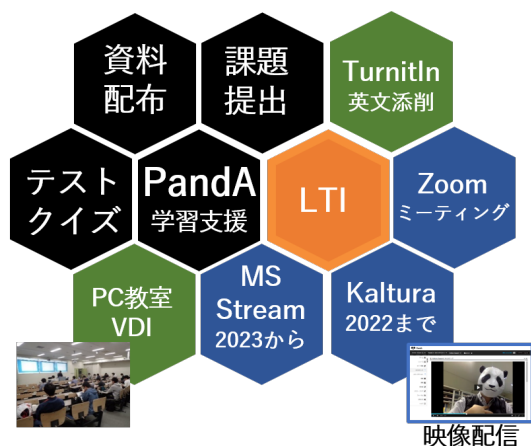 資料
配布
課題
提出
TurnitIn
英文添削
テスト
クイズ
PandA
学習支援
LTI
Zoom
ミーティング
PC教室
VDI
MS
Stream
2023から
Kaltura
2022まで
映像配信